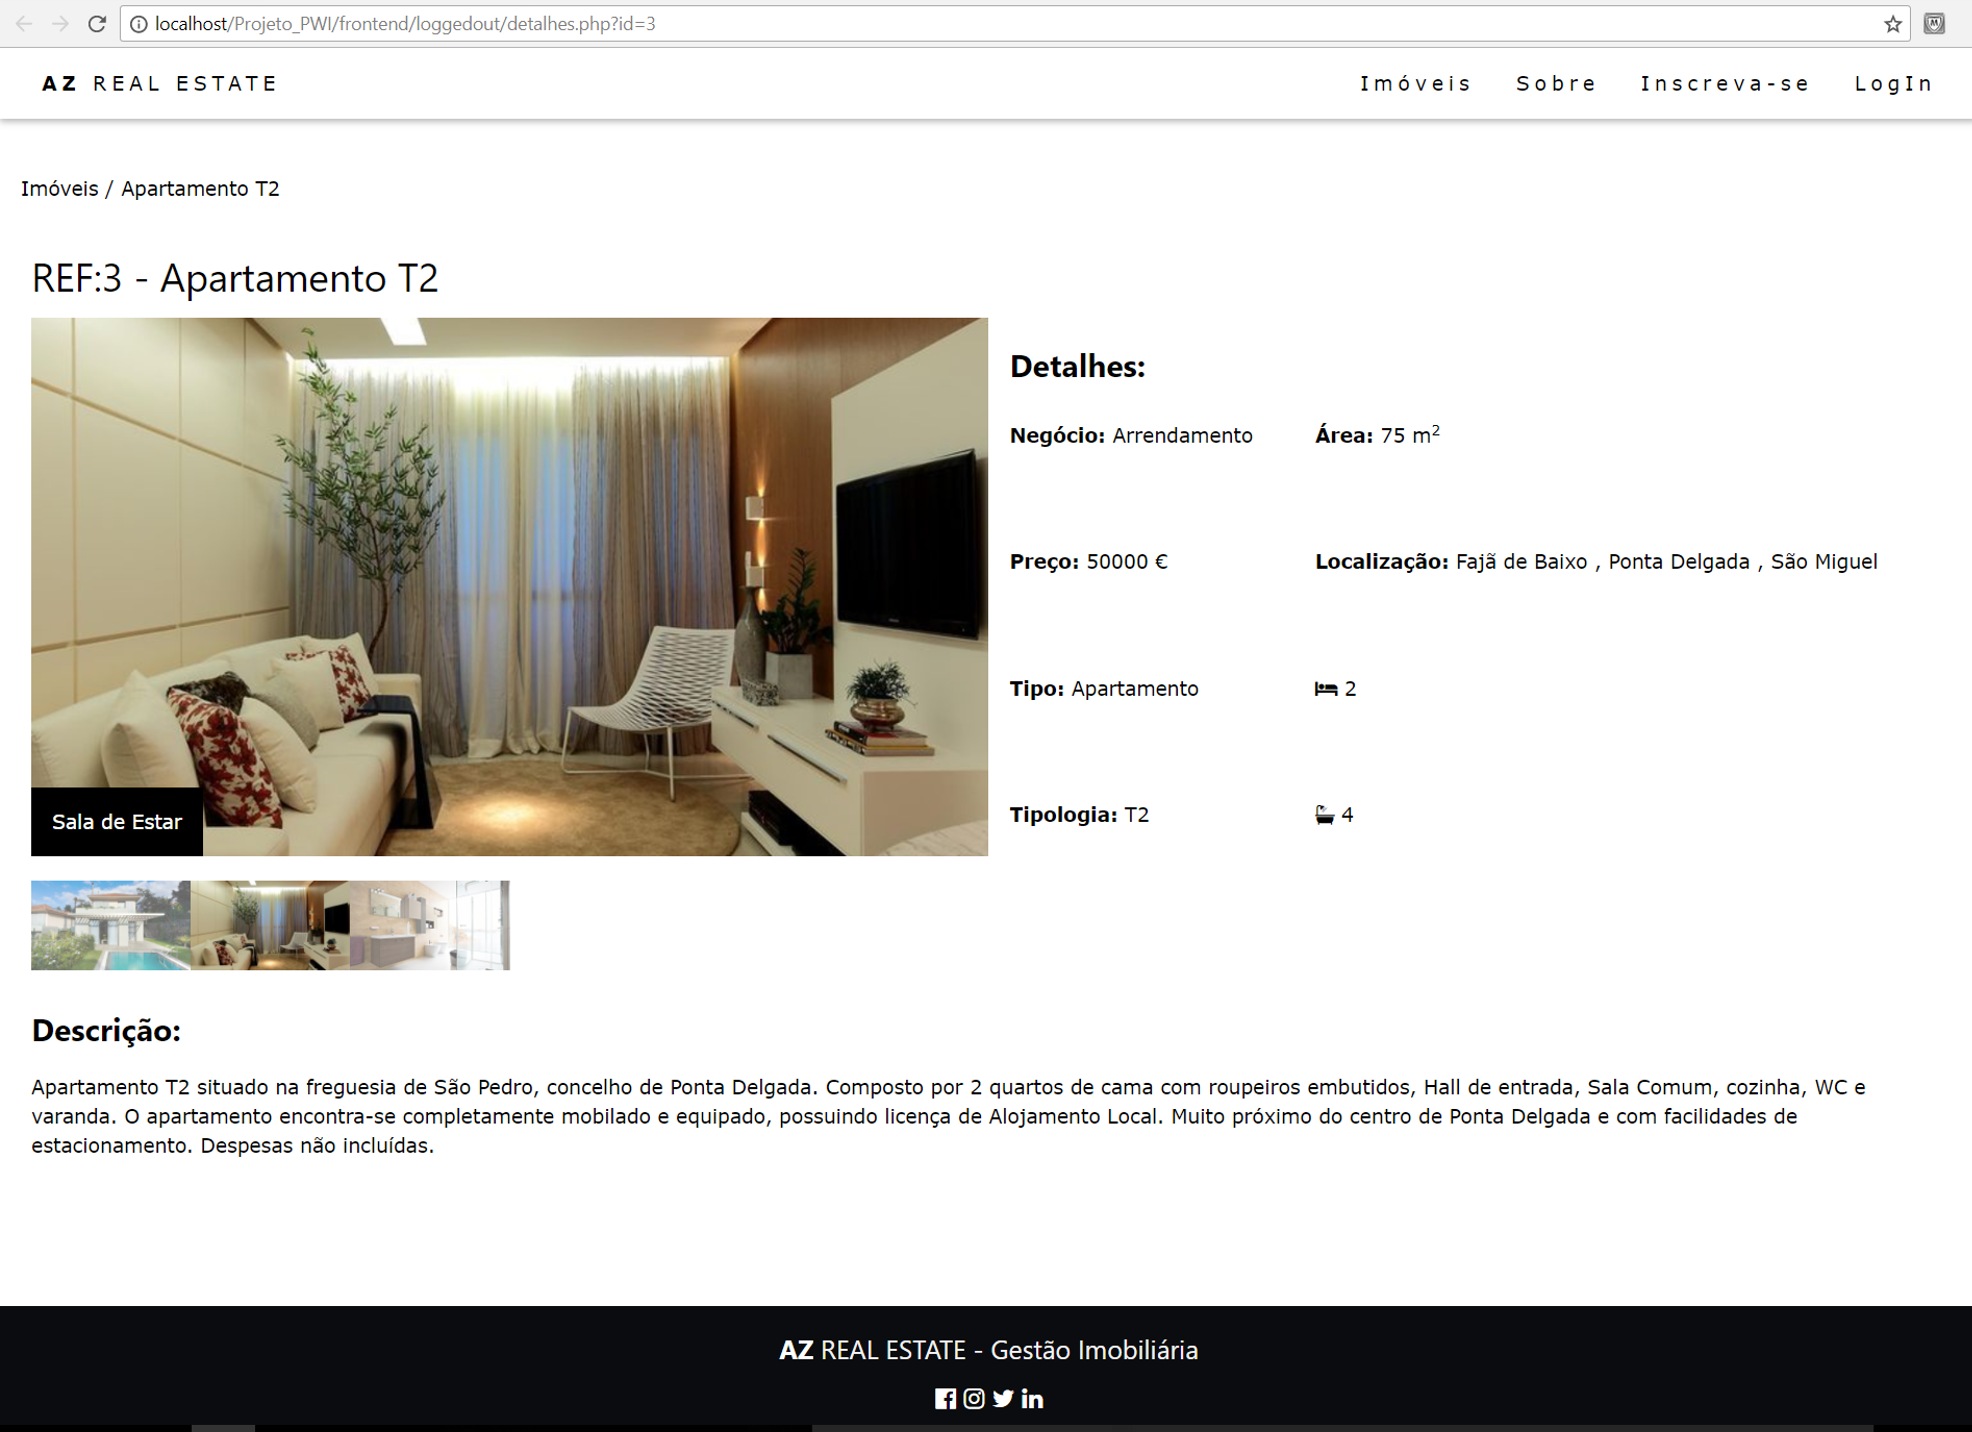 localhost/Projeto_PWI/frontend/loggedout/detalhes.php?id=3
AZ REAL ESTATE
Imóveis
Sobre
Inscreva-se
LogIn
Imóveis / Apartamento T2
REF:3 - Apartamento T2
Sala de Estar
Detalhes:
Negócio: Arrendamento
Área: 75 m²
Preço: 50000 €
Localização: Fajã de Baixo , Ponta Delgada , São Miguel
Tipo: Apartamento
2
Tipologia: T2
4
Descrição:
Apartamento T2 situado na freguesia de São Pedro, concelho de Ponta Delgada. Composto por 2 quartos de cama com roupeiros embutidos, Hall de entrada, Sala Comum, cozinha, WC e
varanda. O apartamento encontra-se completamente mobilado e equipado, possuindo licença de Alojamento Local. Muito próximo do centro de Ponta Delgada e com facilidades de
estacionamento. Despesas não incluídas.
AZ REAL ESTATE - Gestão Imobiliária